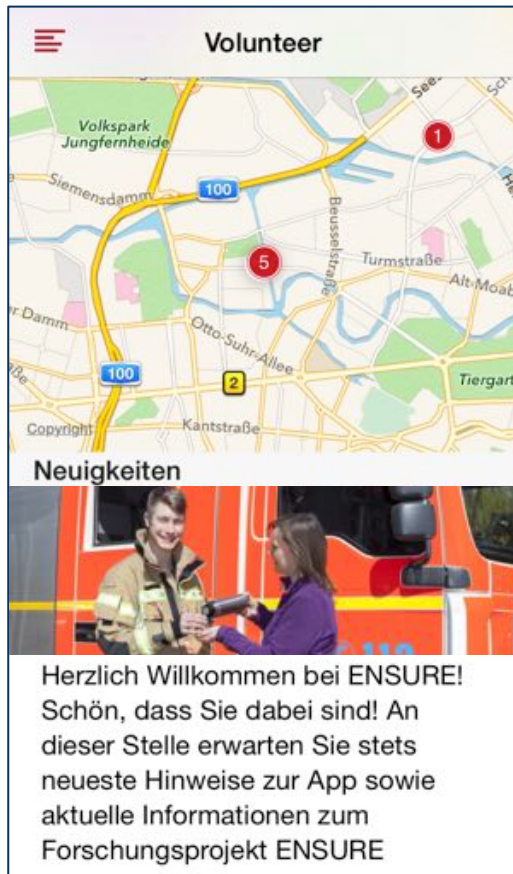 Volunteer
Volkspark
Jungfernheide
Siemensdamm
100
Beusselstraße
1
5
Turmstraße
Alt-Moab
er Damm
Otto-Suhr-Allee
100
2
Tiergart
Kantstraße
Copyright
Neuigkeiten
112
Herzlich Willkommen bei ENSURE!
Schön, dass Sie dabei sind! An
dieser Stelle erwarten Sie stets
neueste Hinweise zur App sowie
aktuelle Informationen zum
Forschungsprojekt ENSURE